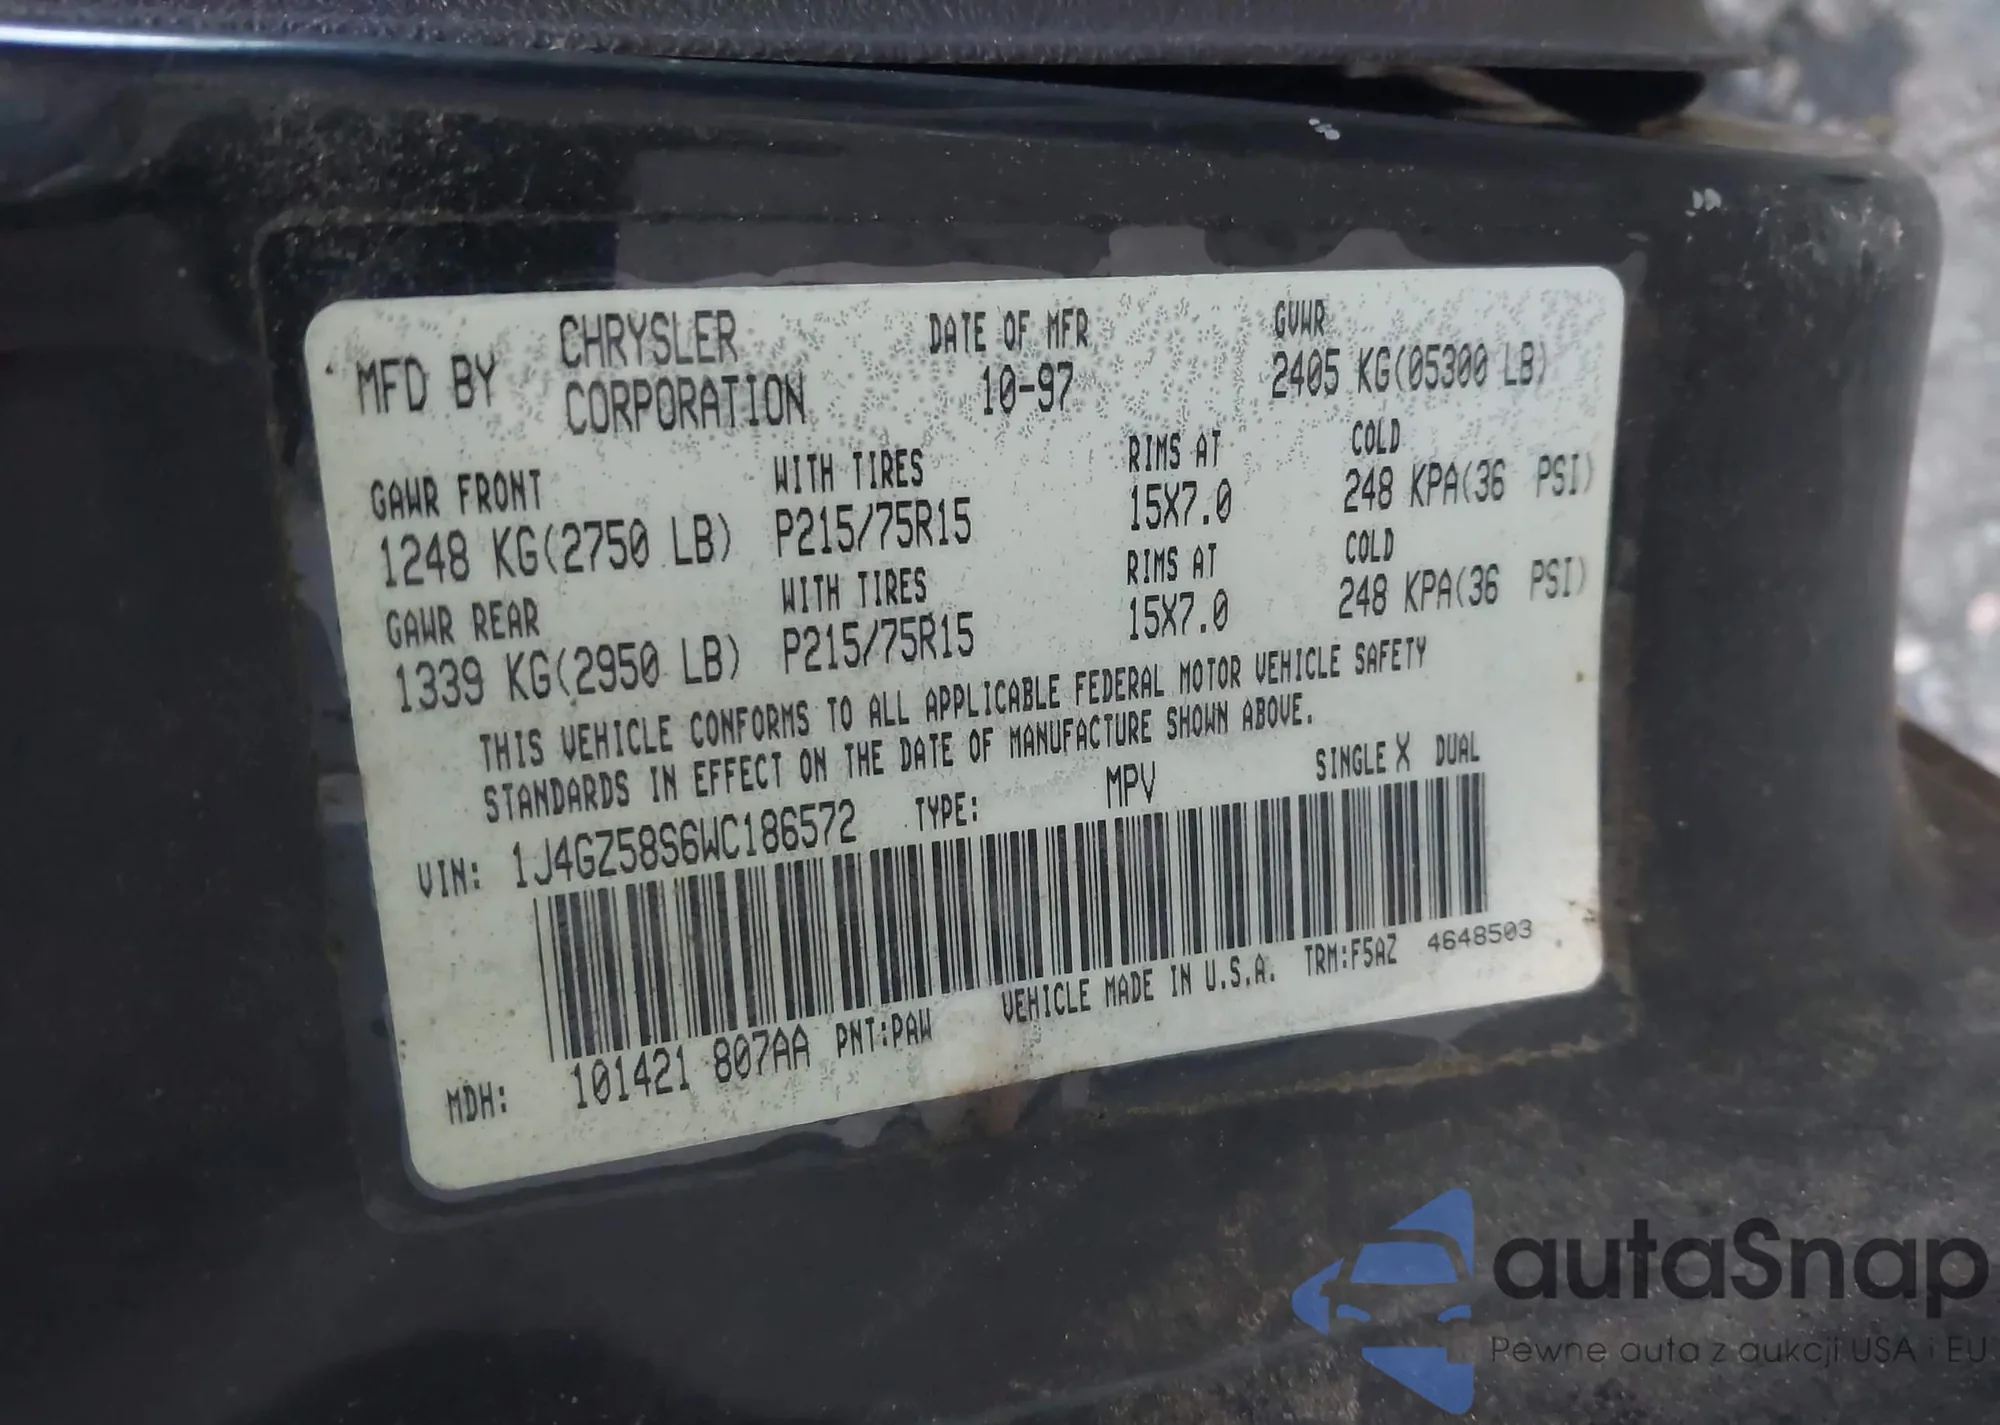 MFD BY CHRYSLER CORPORATION DATE OF MFR 10-97 GVWR 2405 KG(05300 LB)
GAWR FRONT WITH TIRES RIMS AT COLD
1248 KG(2750 LB) P215/75R15 15X7.0 248 KPA(36 PSI)
GAWR REAR WITH TIRES RIMS AT COLD
1339 KG(2950 LB) P215/75R15 15X7.0 248 KPA(36 PSI)
THIS VEHICLE CONFORMS TO ALL APPLICABLE FEDERAL MOTOR VEHICLE SAFETY
STANDARDS IN EFFECT ON THE DATE OF MANUFACTURE SHOWN ABOVE.
VIN: 1J4GZ58S6WC186572 TYPE: MPV SINGLE X DUAL
MDH: 101421 807AA PNT:PAW VEHICLE MADE IN U.S.A. TRM:F5AZ 4648503
autaSnap
Pewne auta z aukcji USA i EU